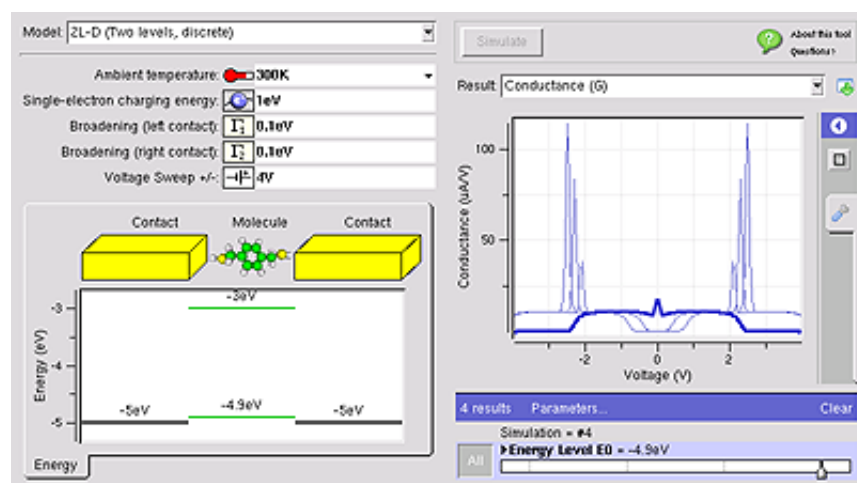 Model: 2L-D (Two levels, discrete)
Ambient temperature: 300K
Single-electron charging energy: 1eV
Broadening (left contact): Γ1 0.1eV
Broadening (right contact): Γ2 0.1eV
Voltage Sweep +/-: 4V
Contact Molecule Contact
-3eV
-3
Energy (eV)
-4
-5eV -4.9eV -5eV
-5
Energy
Simulate
About this tool
Questions?
Result: Conductance (G)
100
Conductance (uA/V)
50
-2 0 2
Voltage (V)
4 results Parameters... Clear
Simulation = #4
All
Energy Level E0 = -4.9eV